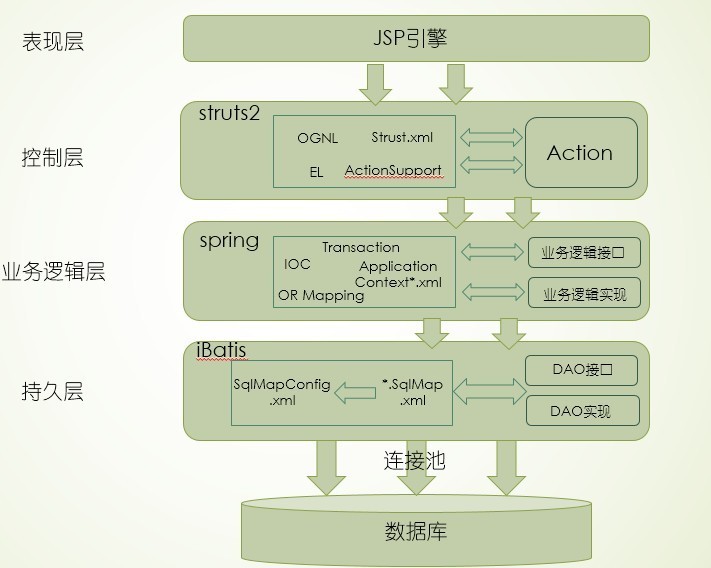 表现层
JSP引擎
struts2
控制层
OGNL
Strust.xml
EL
ActionSupport
Action
spring
业务逻辑层
Transaction
IOC
Application
Context*.xml
OR Mapping
业务逻辑接口
业务逻辑实现
iBatis
持久层
SqlMapConfig
.xml
*.SqlMap
.xml
DAO接口
DAO实现
连接池
数据库